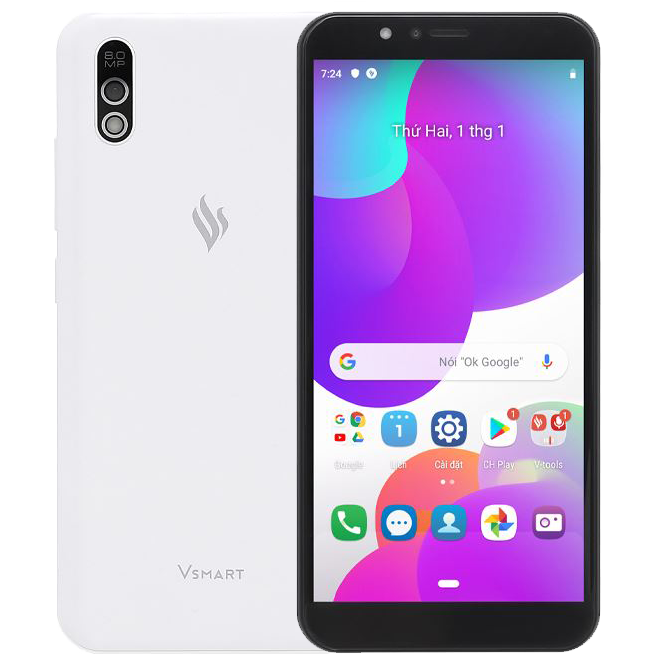 8.0
MP
VSMART
7:24
Thứ Hai, 1 thg 1
Nói "Ok Google"
1
1
1
Google
Lịch
Cài đặt
CH Play
V-tools